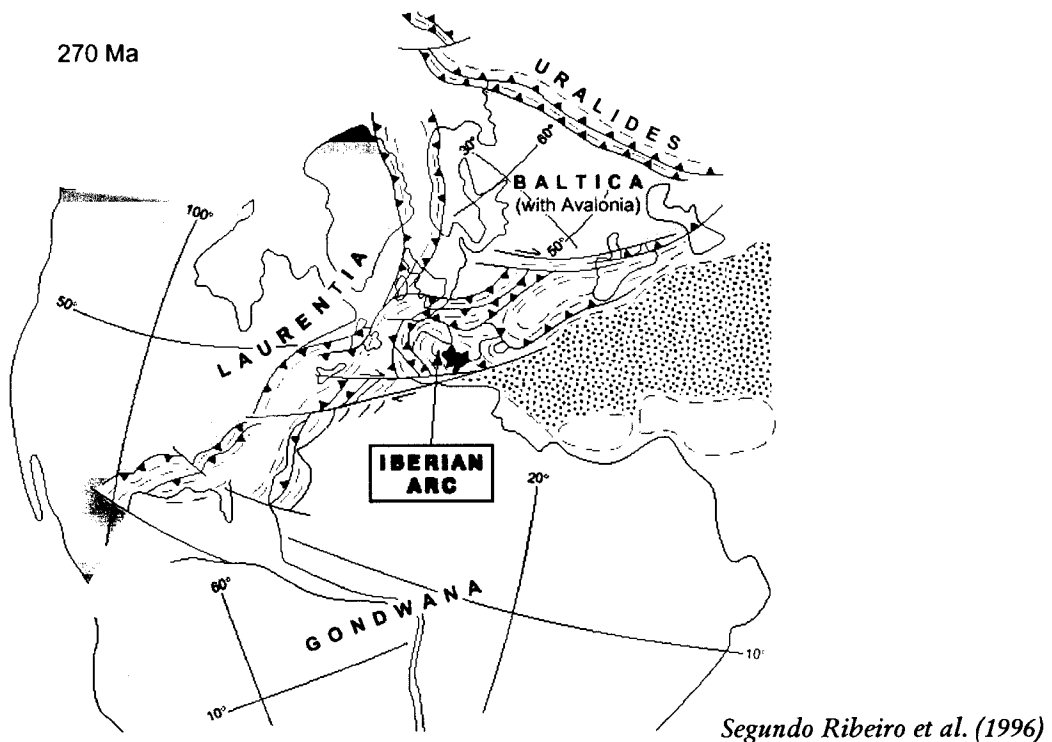 270 Ma
URALIDES
60°
30°
BALTICA
(with Avalonia)
50°
100°
50°
LAURENTIA
IBERIAN
ARC
20°
60°
GONDWANA
10°
10°
Segundo Ribeiro et al. (1996)